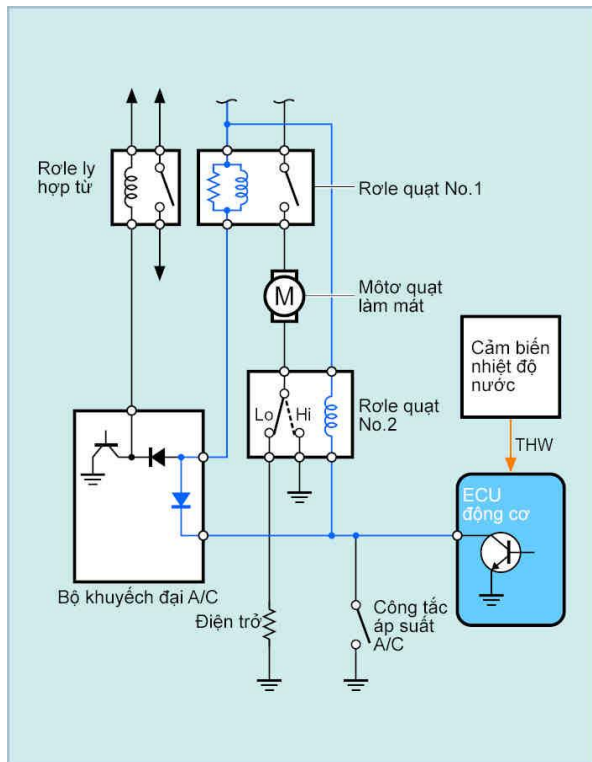 Rơle ly
hợp từ
Rơle quạt No.1
M
Môtơ quạt
làm mát
Cảm biến
nhiệt độ
nước
Lo
Hi
Rơle quạt
No.2
THW
ECU
động cơ
Bộ khuyếch đại A/C
Điện trở
Công tắc
áp suất
A/C